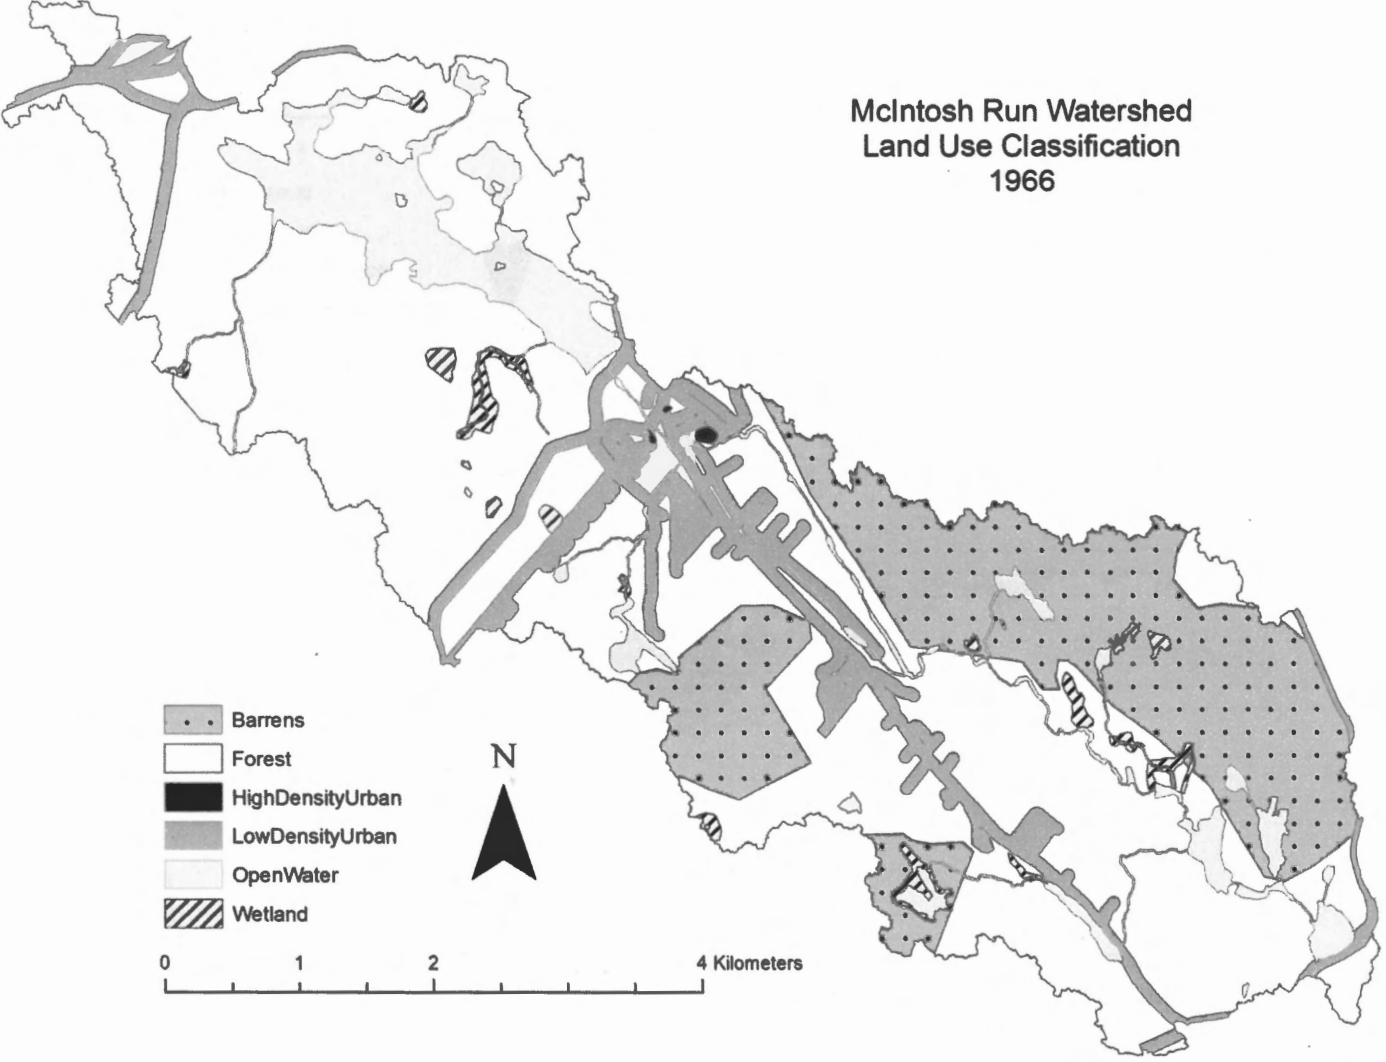 McIntosh Run Watershed
Land Use Classification
1966
Barrens
Forest
HighDensityUrban
LowDensityUrban
OpenWater
Wetland
N
0 1 2 4 Kilometers